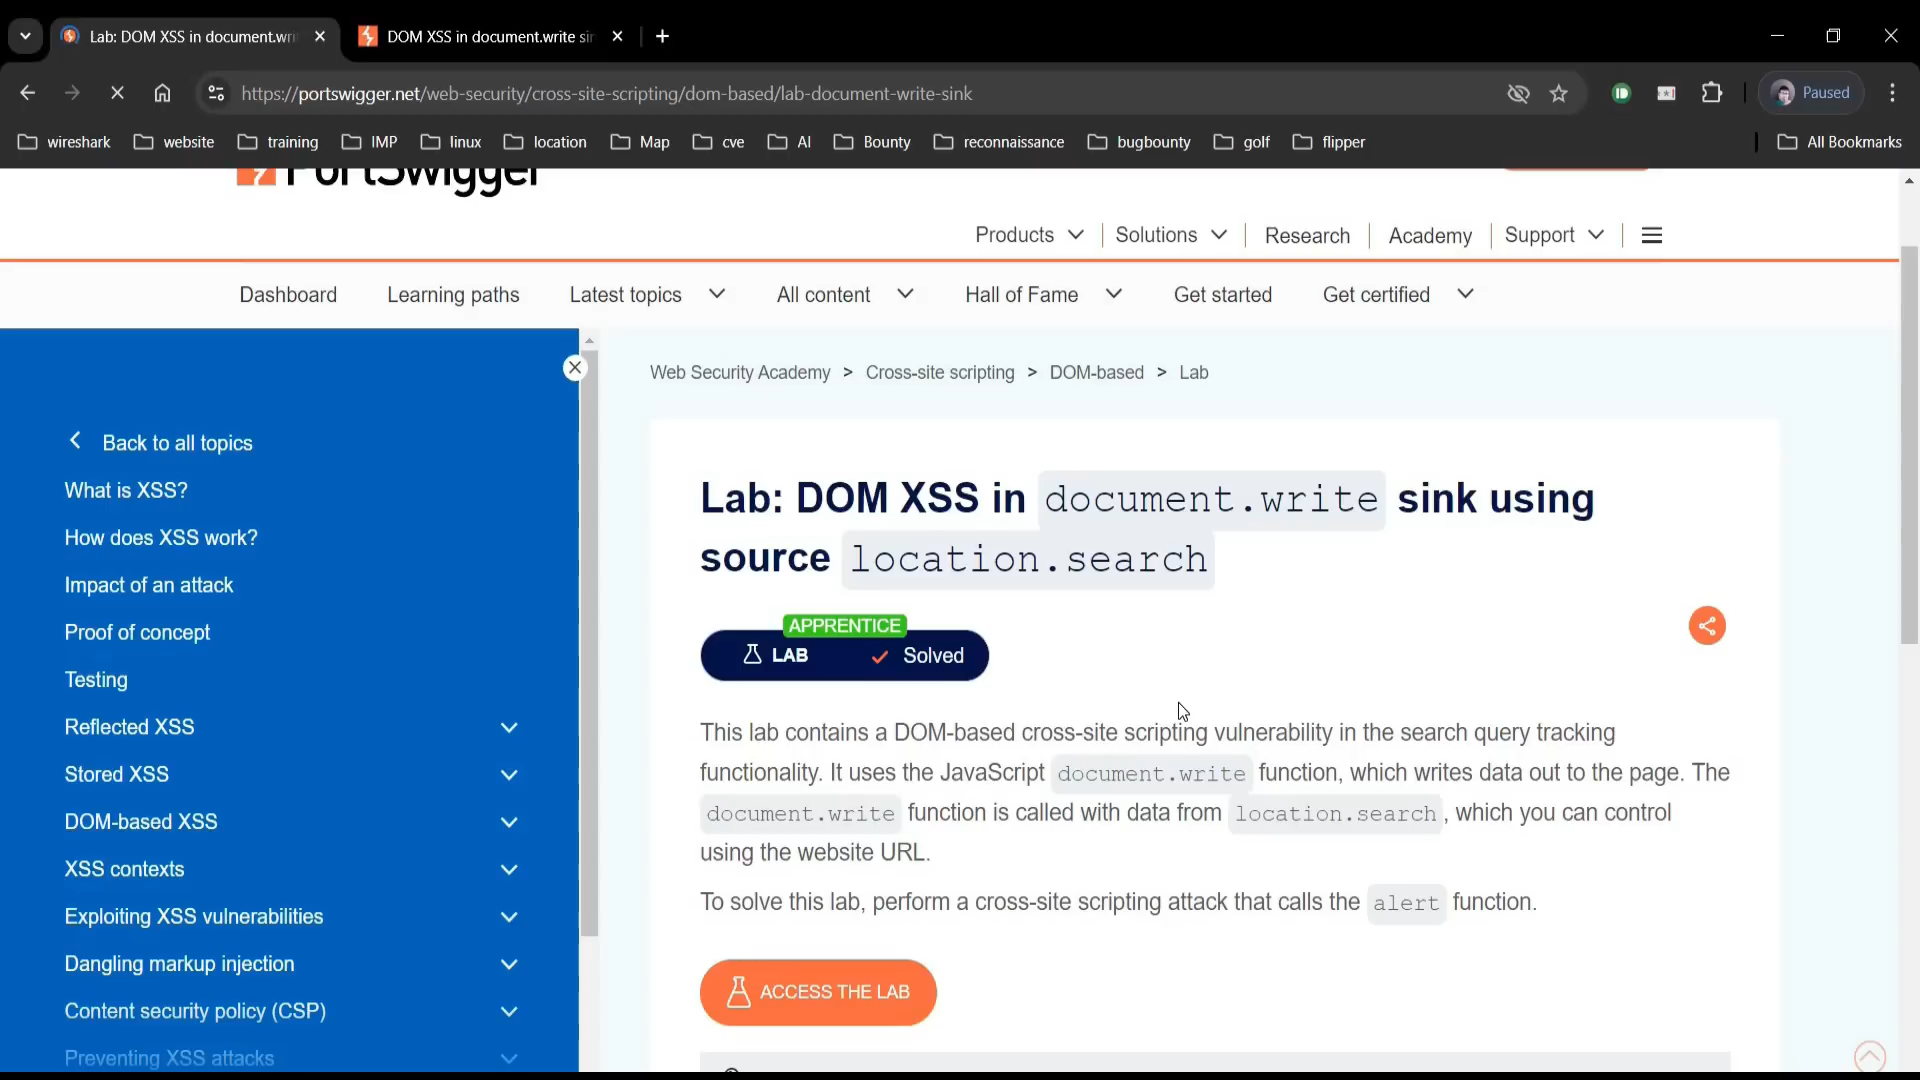 Lab: DOM XSS in document.wri
DOM XSS in document.write sin
https://portswigger.net/web-security/cross-site-scripting/dom-based/lab-document-write-sink
Paused
wireshark website training IMP linux location Map cve AI Bounty reconnaissance bugbounty golf flipper All Bookmarks
PortSwigger
Products Solutions Research Academy Support
Dashboard Learning paths Latest topics All content Hall of Fame Get started Get certified
Back to all topics
What is XSS?
How does XSS work?
Impact of an attack
Proof of concept
Testing
Reflected XSS
Stored XSS
DOM-based XSS
XSS contexts
Exploiting XSS vulnerabilities
Dangling markup injection
Content security policy (CSP)
Preventing XSS attacks
Web Security Academy > Cross-site scripting > DOM-based > Lab
Lab: DOM XSS in document.write sink using
source location.search
APPRENTICE
LAB Solved
This lab contains a DOM-based cross-site scripting vulnerability in the search query tracking
functionality. It uses the JavaScript document.write function, which writes data out to the page. The
document.write function is called with data from location.search, which you can control
using the website URL.
To solve this lab, perform a cross-site scripting attack that calls the alert function.
ACCESS THE LAB